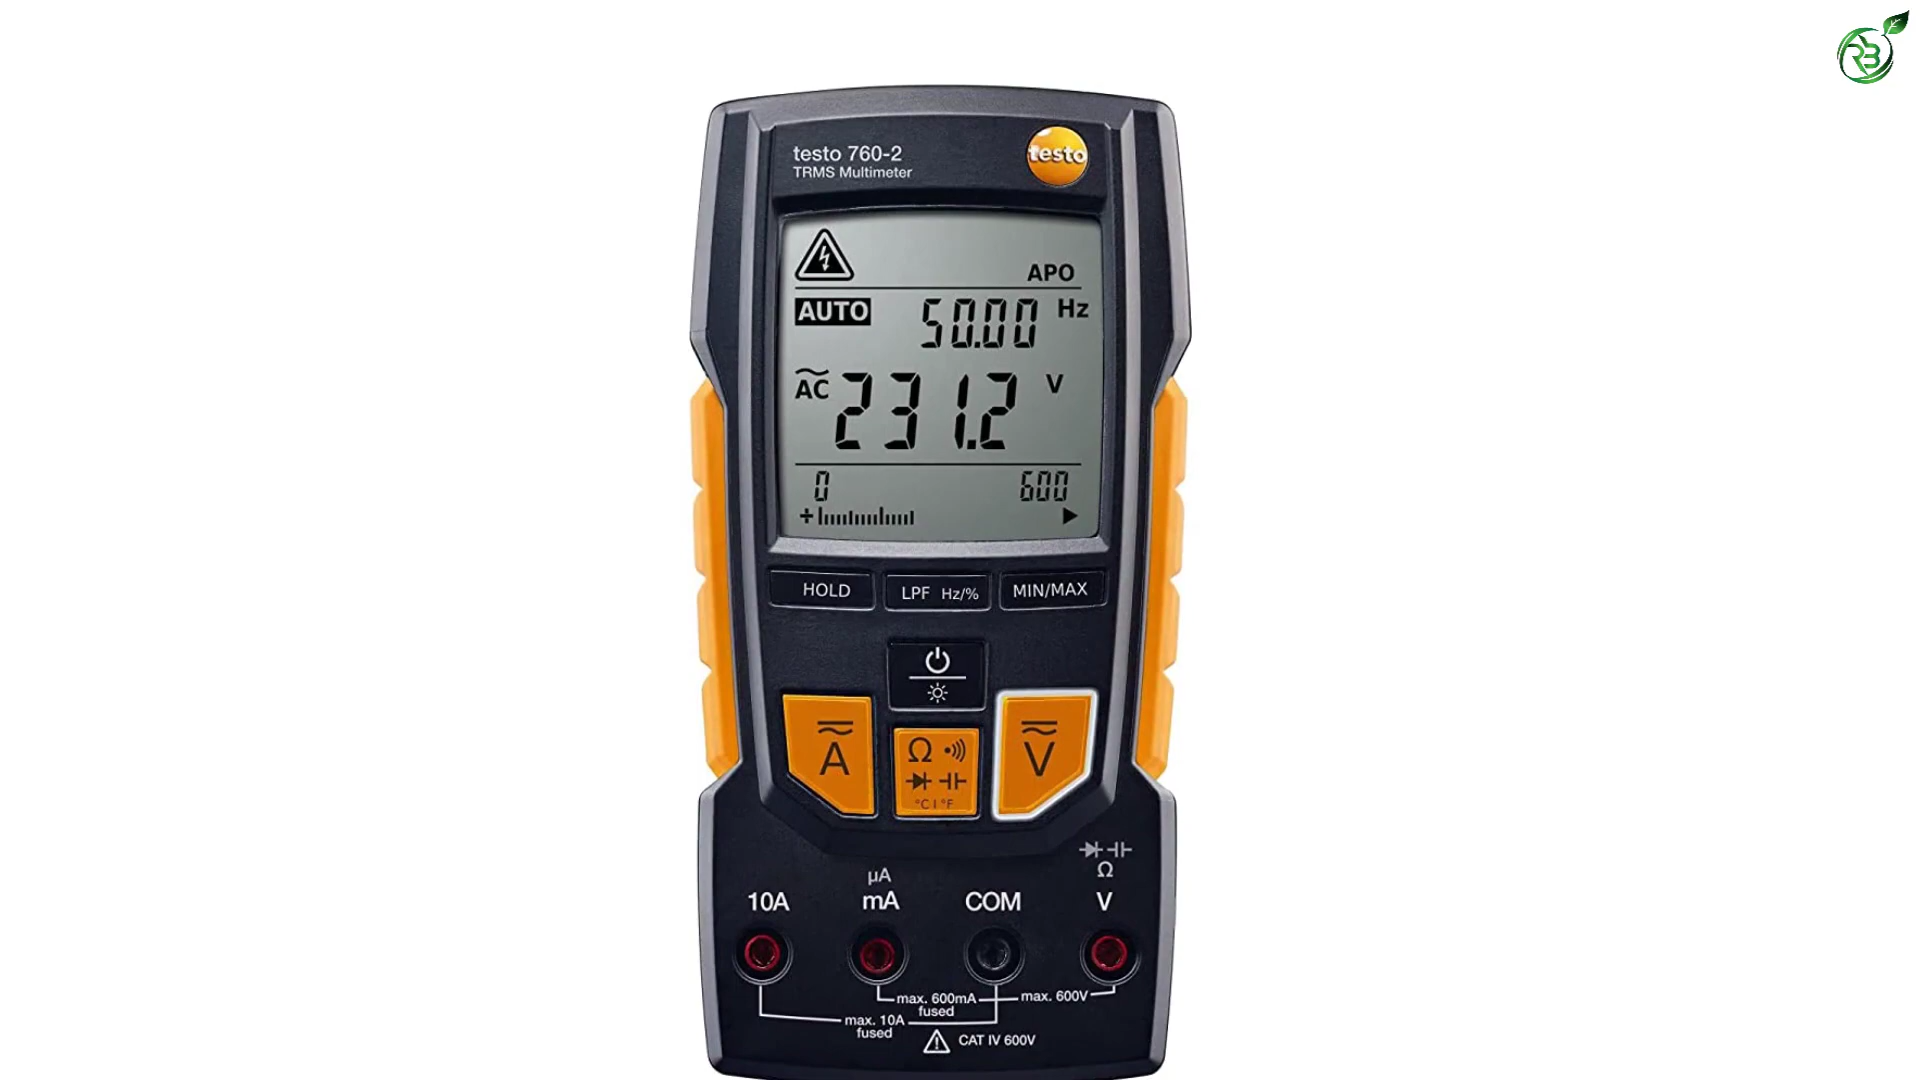 RB
testo 760-2
TRMS Multimeter
testo
APO
AUTO 50.00 Hz
AC 231.2 V
0 600
+
HOLD LPF Hz/% MIN/MAX
A Ω V
°C I °F
Ω
µA
10A mA COM V
max. 600mA max. 600V
fused
max. 10A
fused
CAT IV 600V